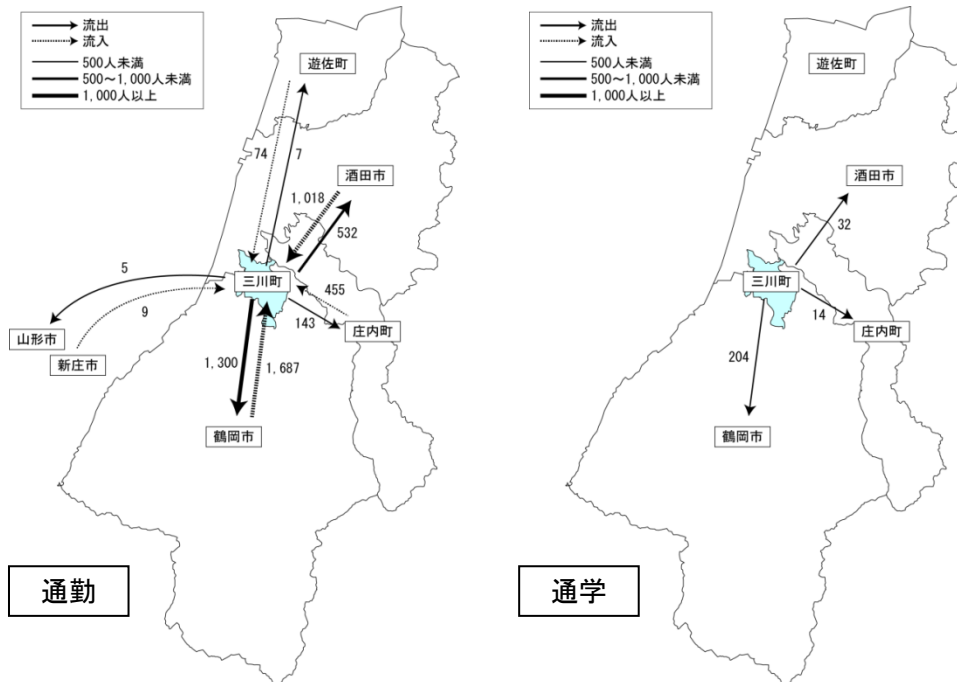 流出
流入
500人未満
500～1,000人未満
1,000人以上
遊佐町
74
7
酒田市
1,018
532
三川町
5
9
455
143
山形市
新庄市
庄内町
1,300
1,687
鶴岡市
通勤
流出
流入
500人未満
500～1,000人未満
1,000人以上
遊佐町
酒田市
32
三川町
14
庄内町
204
鶴岡市
通学